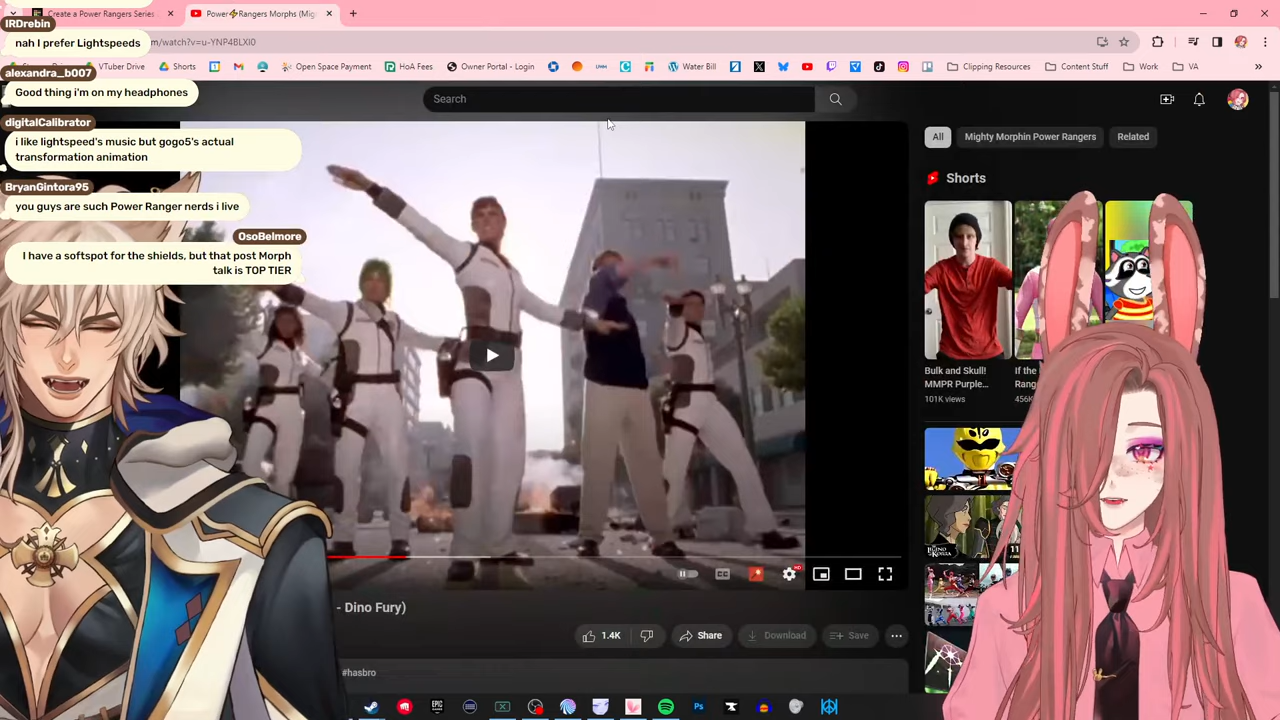 Create a Power Rangers Series
Power⚡Rangers Morphs (Mig
IRDrebin
m/watch?v=u-YNP4BLXI0
nah I prefer Lightspeeds
VTuber Drive
Shorts
Open Space Payment
HoA Fees
Owner Portal - Login
Water Bill
Clipping Resources
Content Stuff
Work
VA
alexandra_b007
Good thing i'm on my headphones
Search
digitalCalibrator
i like lightspeed's music but gogo5's actual
transformation animation
All
Mighty Morphin Power Rangers
Related
BryanGintora95
you guys are such Power Ranger nerds i live
Shorts
OsoBelmore
I have a softspot for the shields, but that post Morph
talk is TOP TIER
Bulk and Skull!
MMPR Purple...
101K views
If the
Rang
456K
- Dino Fury)
1.4K
Share
Download
Save
#hasbro